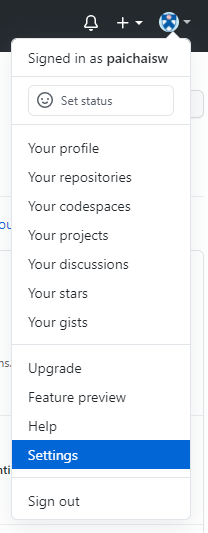 Signed in as paichaisw
Set status
Your profile
Your repositories
Your codespaces
Your projects
Your discussions
Your stars
Your gists
Upgrade
Feature preview
Help
Settings
Sign out